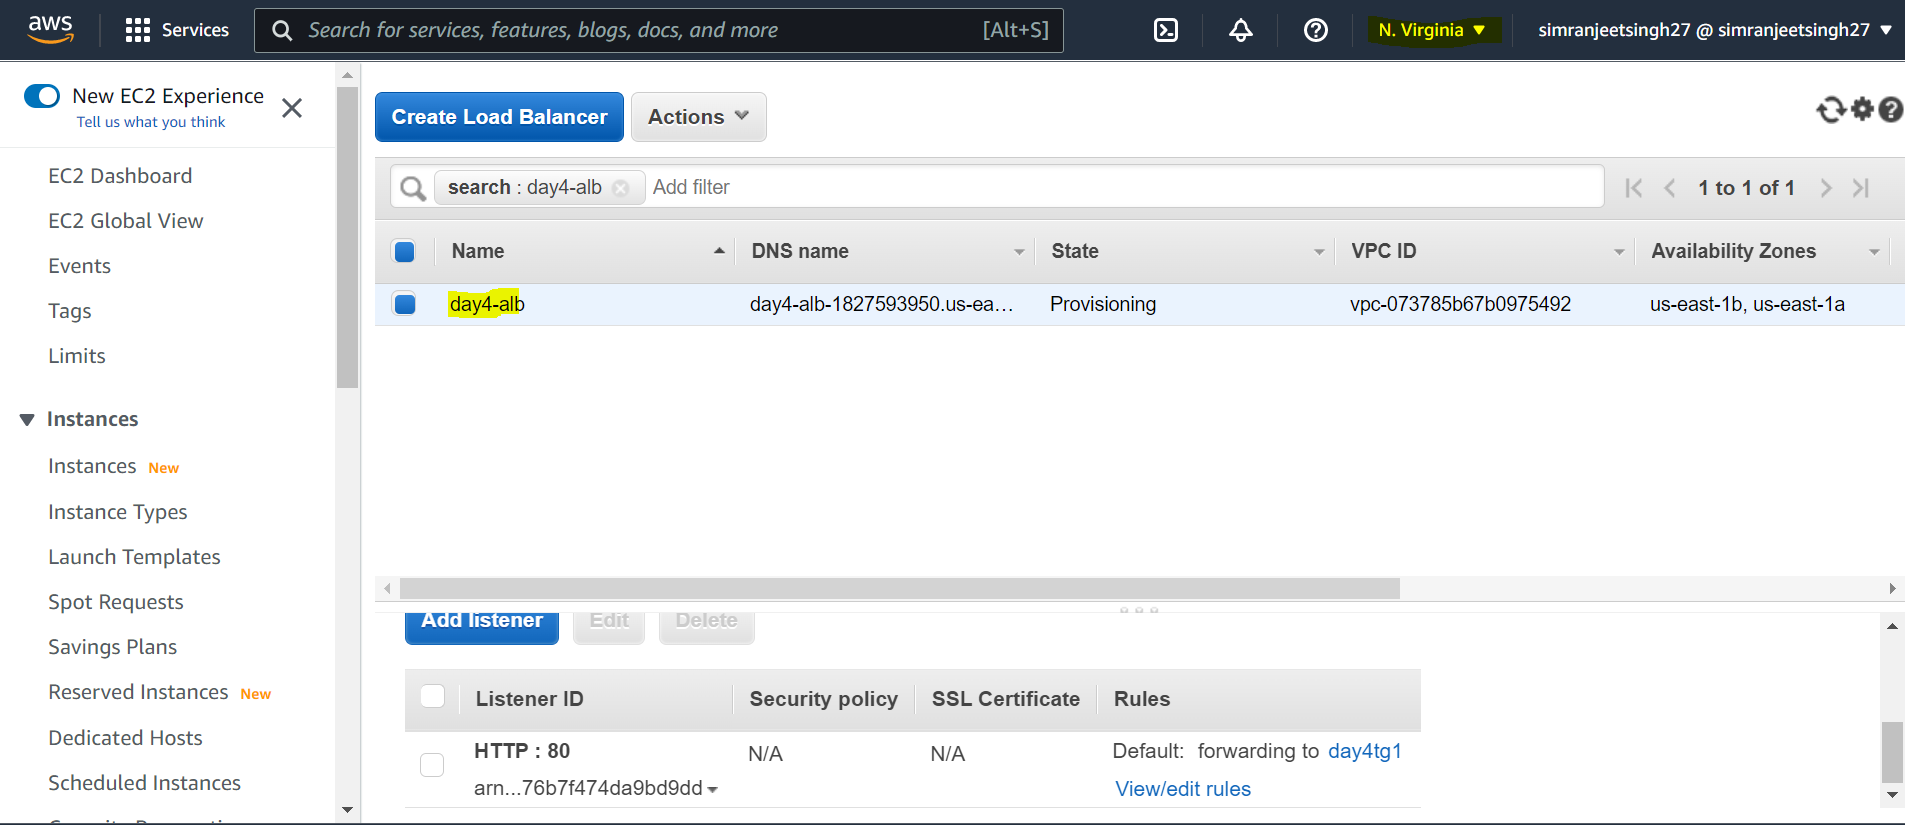 aws Services Search for services, features, blogs, docs, and more [Alt+S] N. Virginia simranjeetsingh27 @ simranjeetsingh27
New EC2 Experience
Tell us what you think
EC2 Dashboard
EC2 Global View
Events
Tags
Limits
Instances
Instances New
Instance Types
Launch Templates
Spot Requests
Savings Plans
Reserved Instances New
Dedicated Hosts
Scheduled Instances
Create Load Balancer Actions
search : day4-alb Add filter 1 to 1 of 1
Name DNS name State VPC ID Availability Zones
day4-alb day4-alb-1827593950.us-ea… Provisioning vpc-073785b67b0975492 us-east-1b, us-east-1a
Add listener Edit Delete
Listener ID Security policy SSL Certificate Rules
HTTP : 80 N/A N/A Default: forwarding to day4tg1
arn...76b7f474da9bd9dd View/edit rules